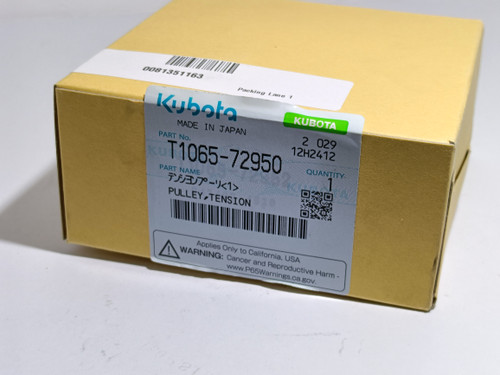 0081351163
Packing Lane 1
Kubota
KUBOTA
MADE IN JAPAN
2 029
PART No.
12H2412
T1065-72950
QUANTITY
PART NAME
1
テンシヨンプーリ<1>
PULLEY,TENSION
Applies Only to California, USA
WARNING: Cancer and Reproductive Harm -
www.P65Warnings.ca.gov